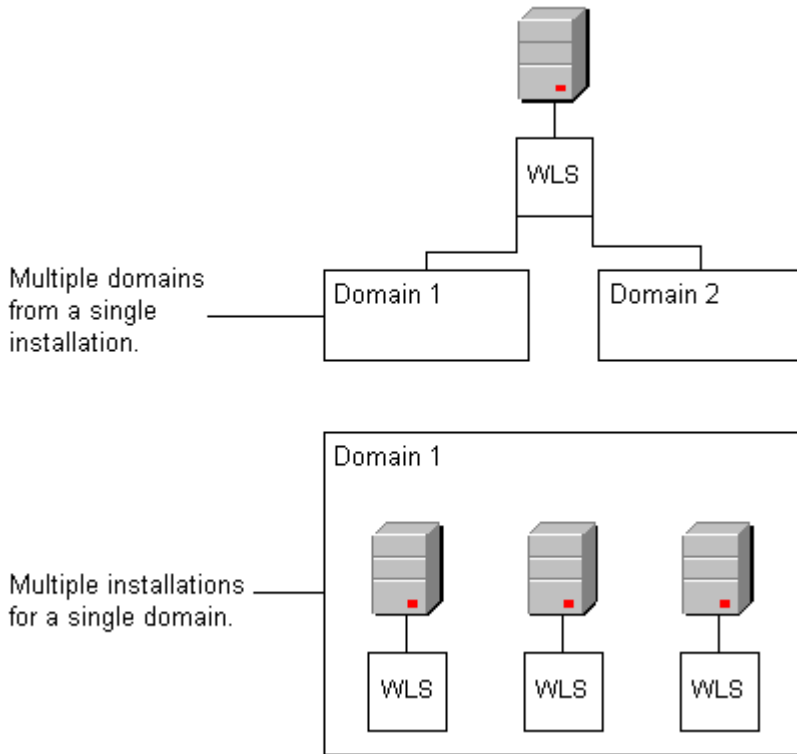 WLS
Multiple domains
from a single
installation.
Domain 1
Domain 2
Domain 1
Multiple installations
for a single domain.
WLS
WLS
WLS